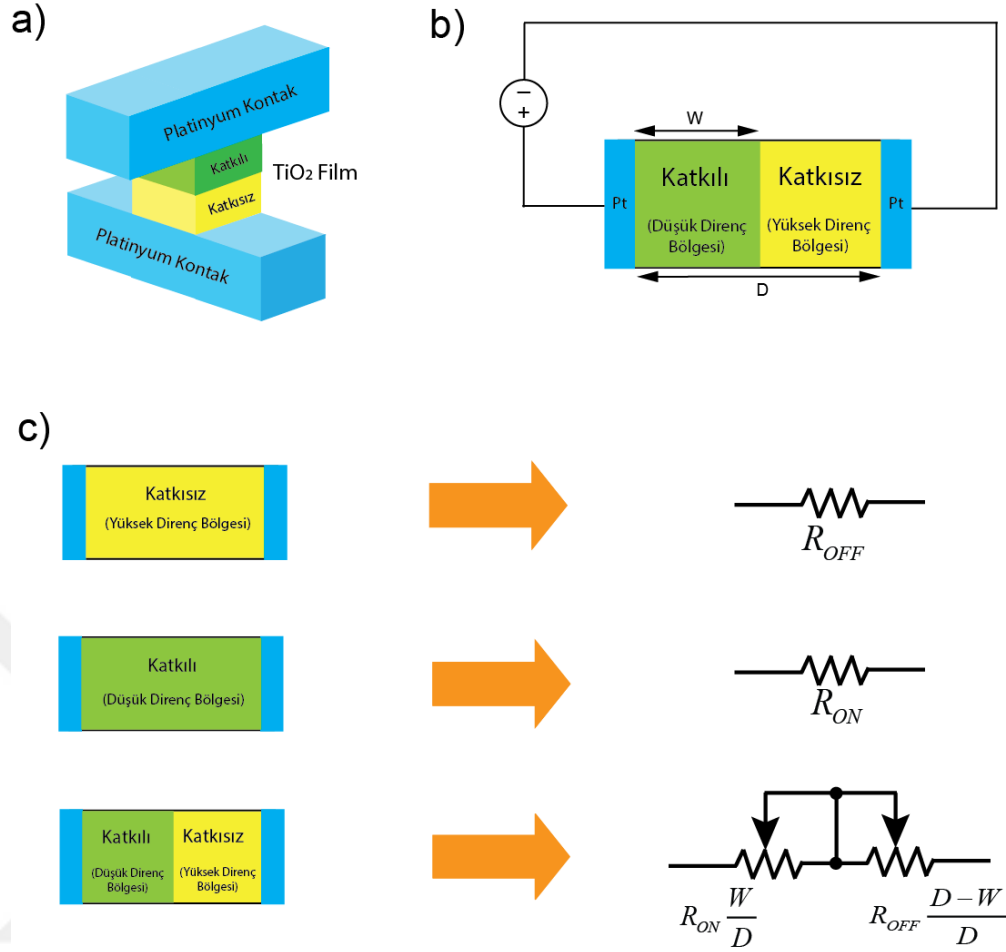 a)
Platinyum Kontak
Katkılı
TiO₂ Film
Katkısız
Platinyum Kontak
b)
−
+
W
Pt
Katkılı
(Düşük Direnç
Bölgesi)
Katkısız
(Yüksek Direnç
Bölgesi)
Pt
D
c)
Katkısız
(Yüksek Direnç Bölgesi)
R_OFF
Katkılı
(Düşük Direnç Bölgesi)
R_ON
Katkılı
(Düşük Direnç
Bölgesi)
Katkısız
(Yüksek Direnç
Bölgesi)
R_ON W/D
R_OFF (D − W)/D